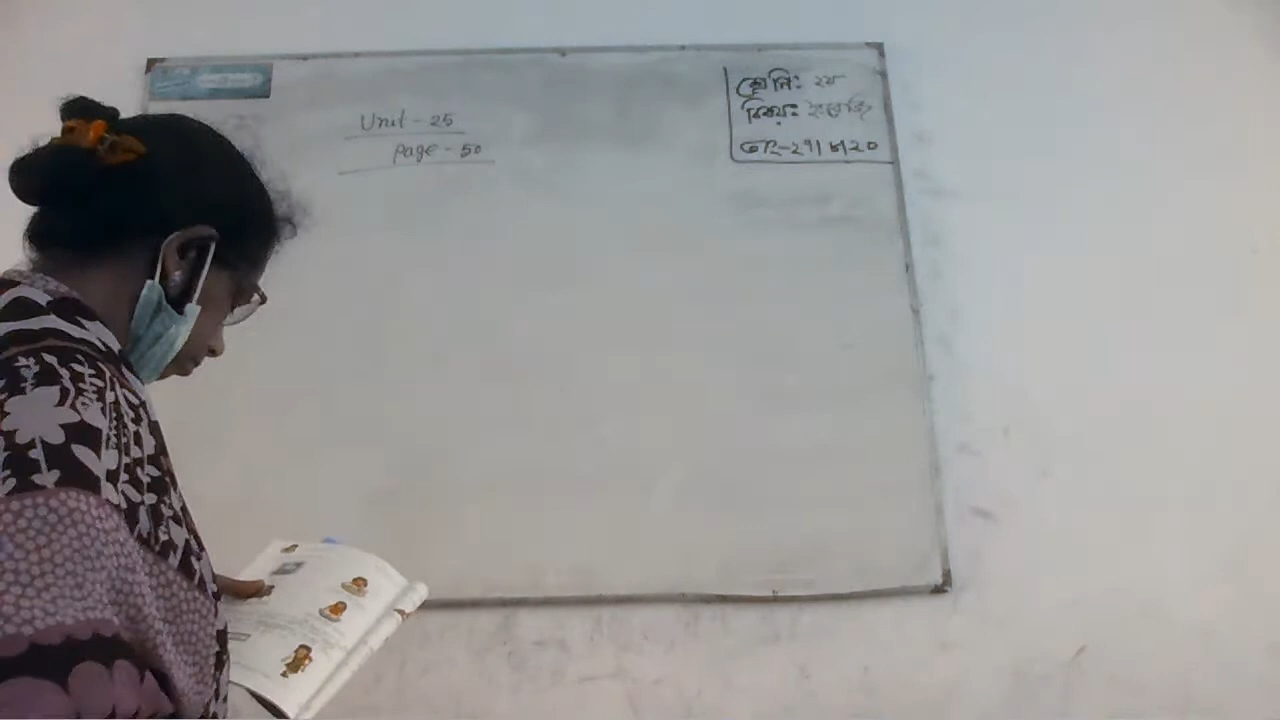 Unit - 25
Page - 50
শ্রেনি: ২য়
বিষয়: ইংরেজি
তাং-২৭/৮/২০